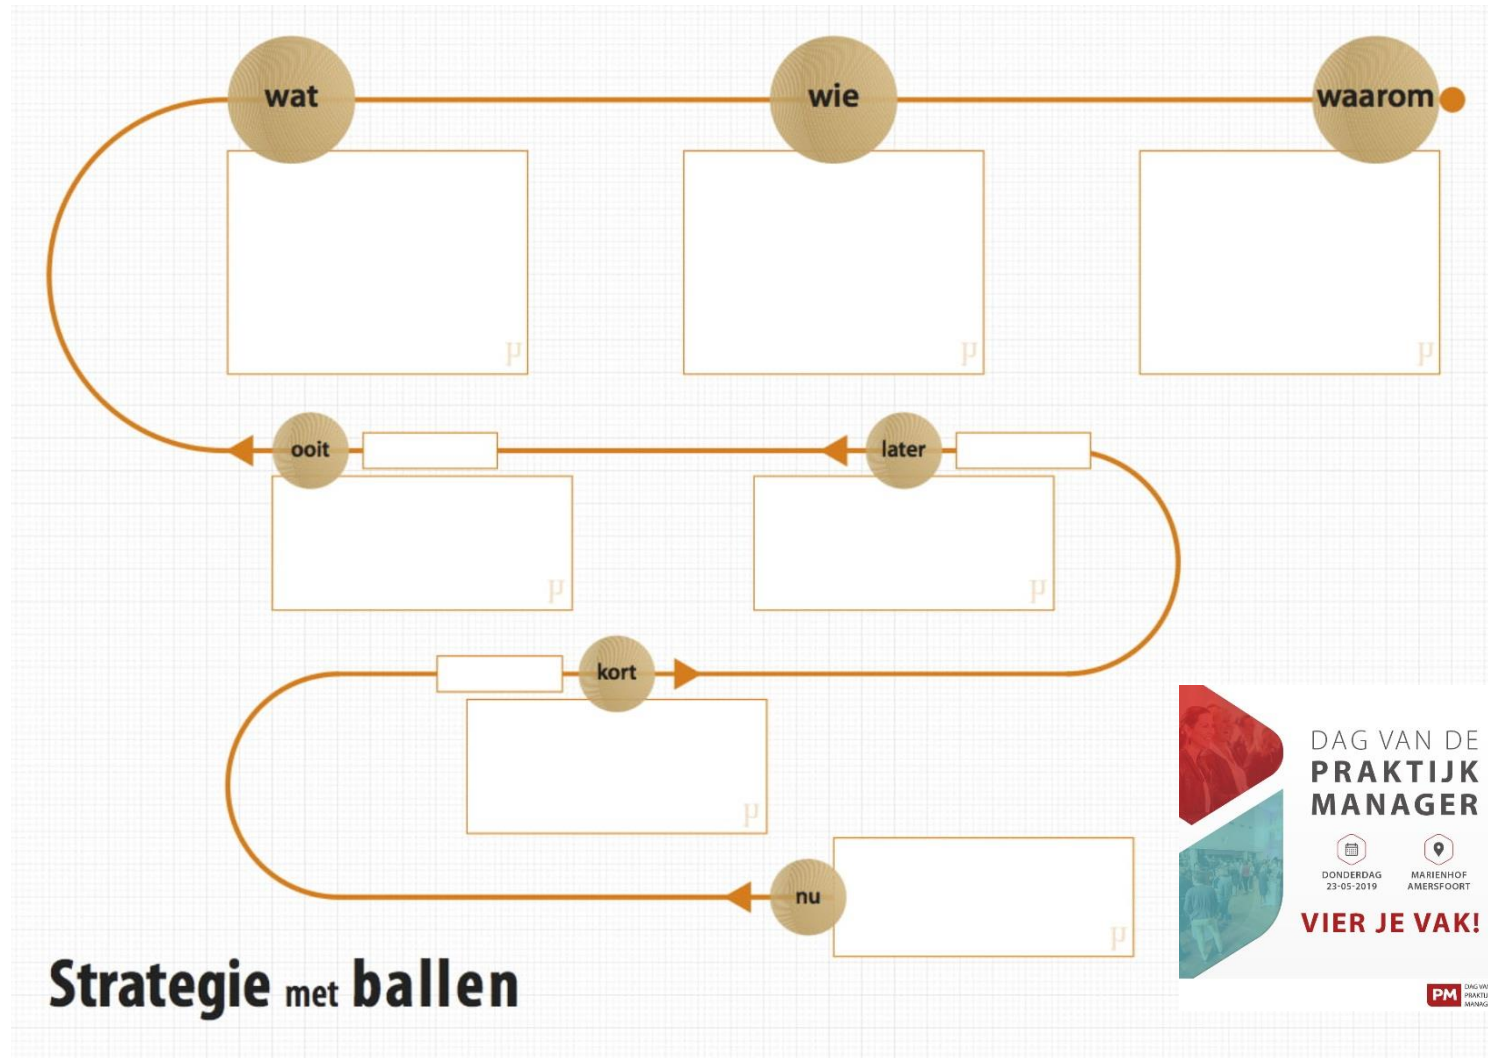 wat
wie
waarom
µ
µ
µ
ooit
later
µ
µ
kort
µ
nu
µ
Strategie met ballen
DAG VAN DE
PRAKTIJK
MANAGER
DONDERDAG
23-05-2019
MARIENHOF
AMERSFOORT
VIER JE VAK!
PM